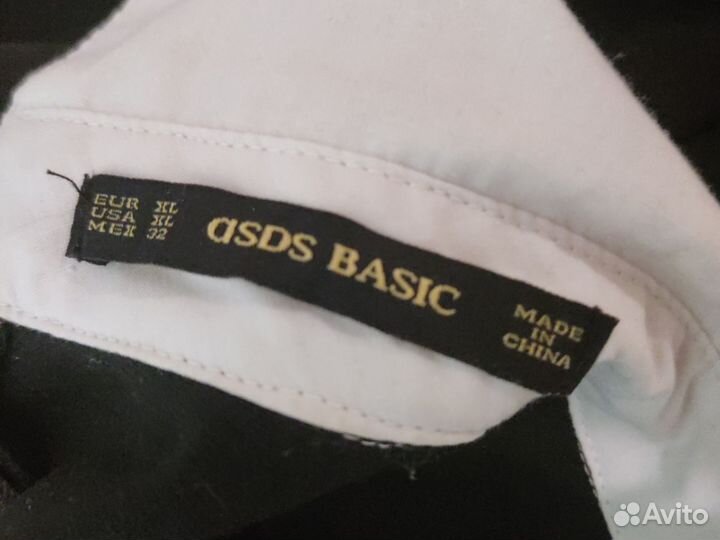 EUR XL
USA XL
MEX 32
asds BASIC
MADE
IN
CHINA
Avito